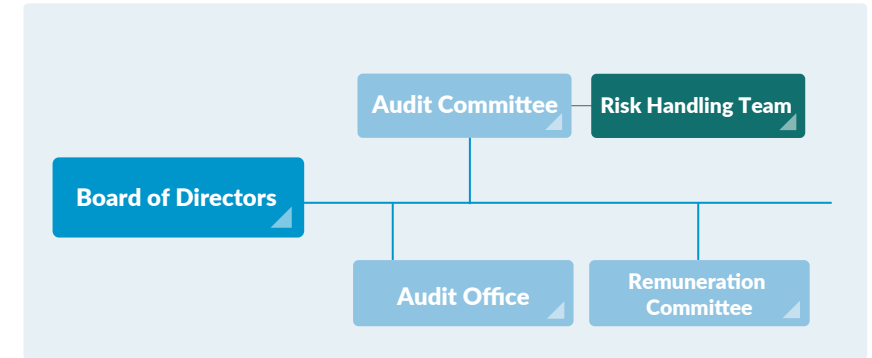 Audit Committee
Risk Handling Team
Board of Directors
Audit Office
Remuneration
Committee